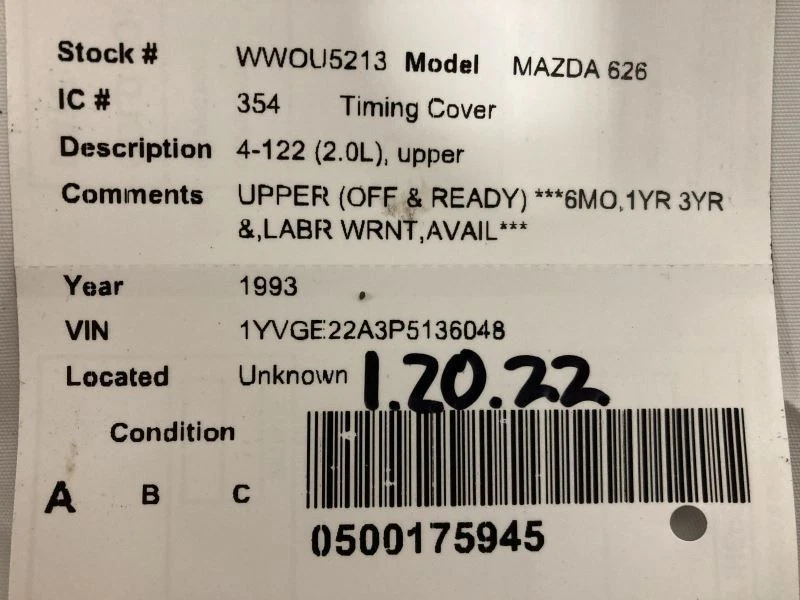 Stock # WWOU5213 Model MAZDA 626
IC # 354 Timing Cover
Description 4-122 (2.0L), upper
Comments UPPER (OFF & READY) ***6MO,1YR 3YR
&,LABR WRNT,AVAIL***
Year 1993
VIN 1YVGE22A3P5136048
Located Unknown 1.20.22
Condition
A B C
0500175945